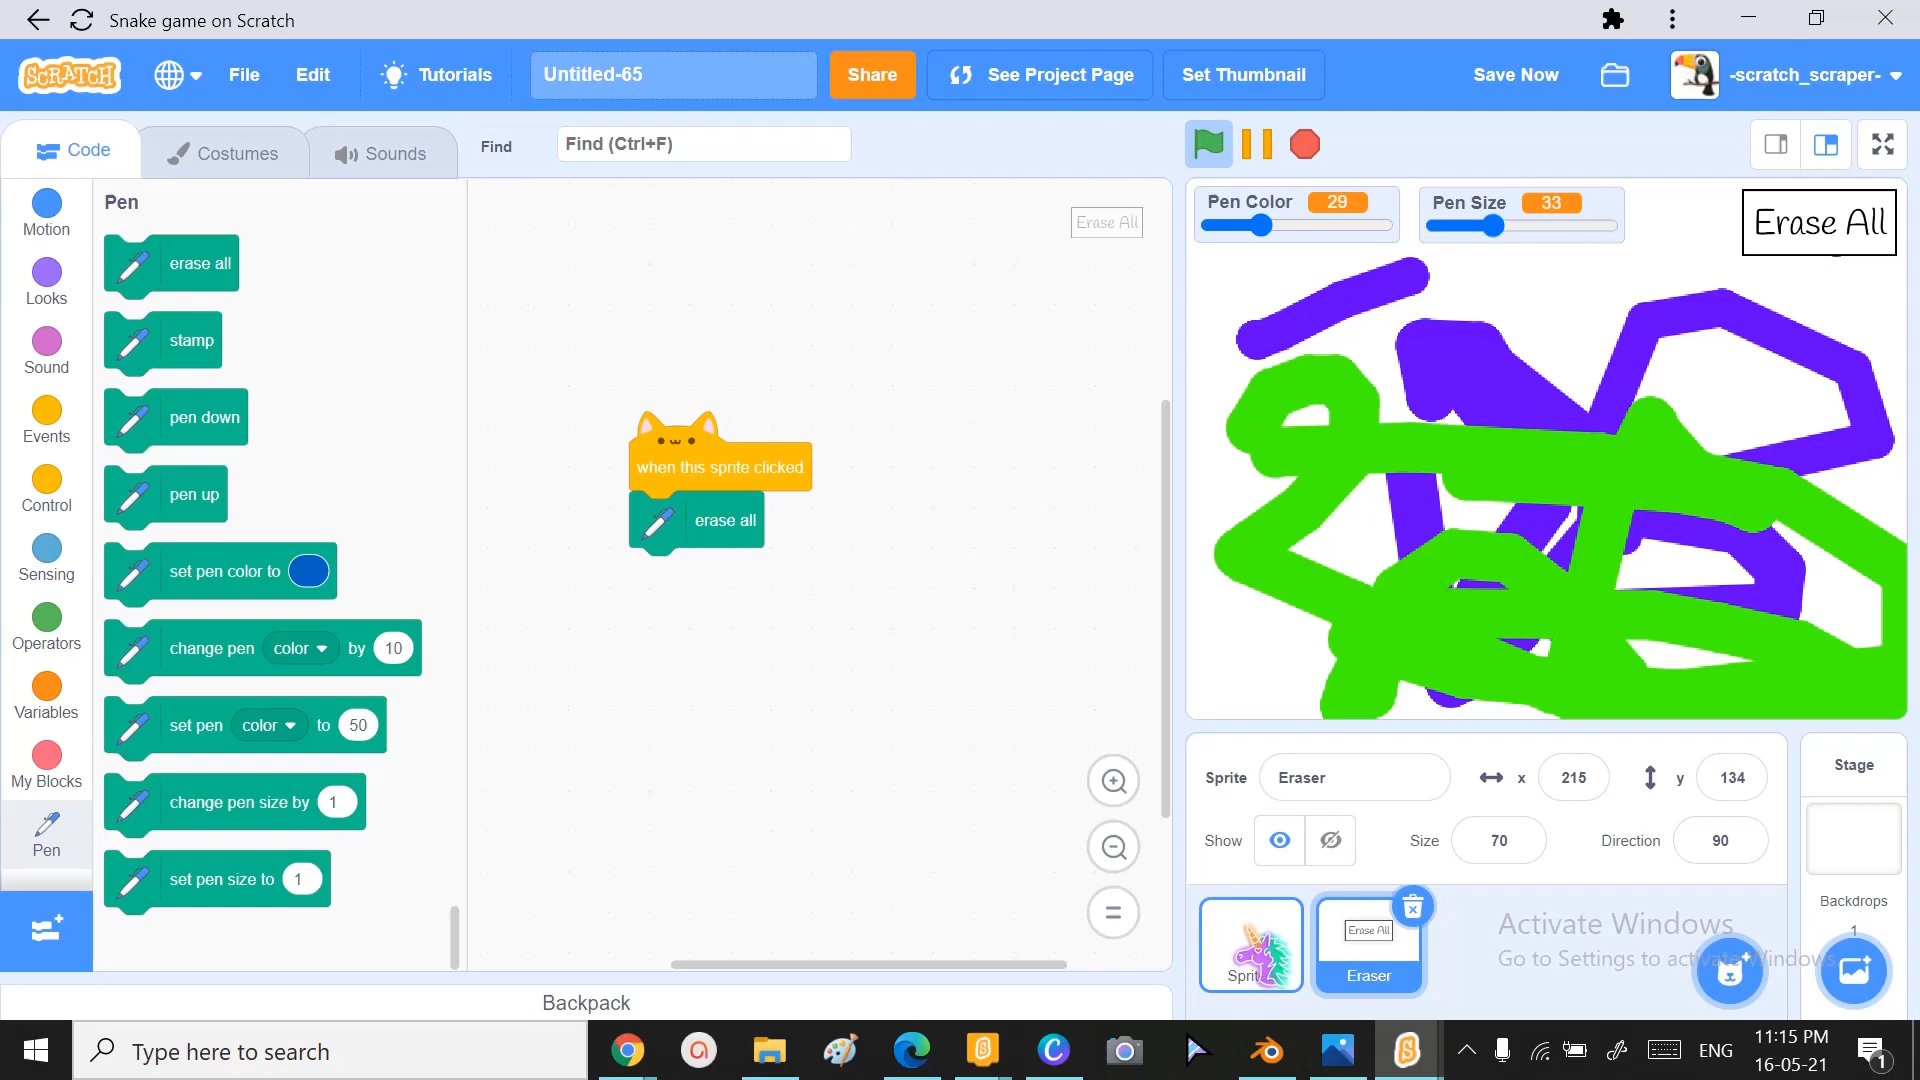 Snake game on Scratch
SCRATCH
File
Edit
Tutorials
Untitled-65
Share
See Project Page
Set Thumbnail
Save Now
-scratch_scraper-
Code
Costumes
Sounds
Find
Find (Ctrl+F)
Motion
Looks
Sound
Events
Control
Sensing
Operators
Variables
My Blocks
Pen
Pen
erase all
stamp
pen down
pen up
set pen color to
change pen color by 10
set pen color to 50
change pen size by 1
set pen size to 1
Erase All
when this sprite clicked
erase all
Backpack
Pen Color 29
Pen Size 33
Erase All
Sprite
Eraser
x 215
y 134
Show
Size 70
Direction 90
Stage
Backdrops
1
Erase All
Eraser
Activate Windows
Go to Settings to activate Windows.
Type here to search
ENG
11:15 PM
16-05-21
1